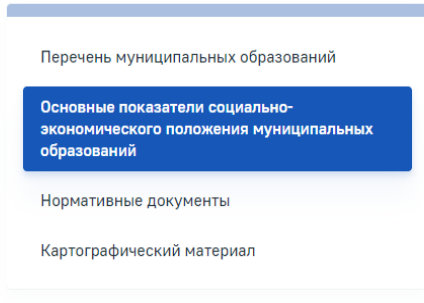 Перечень муниципальных образований
Основные показатели социально-
экономического положения муниципальных
образований
Нормативные документы
Картографический материал